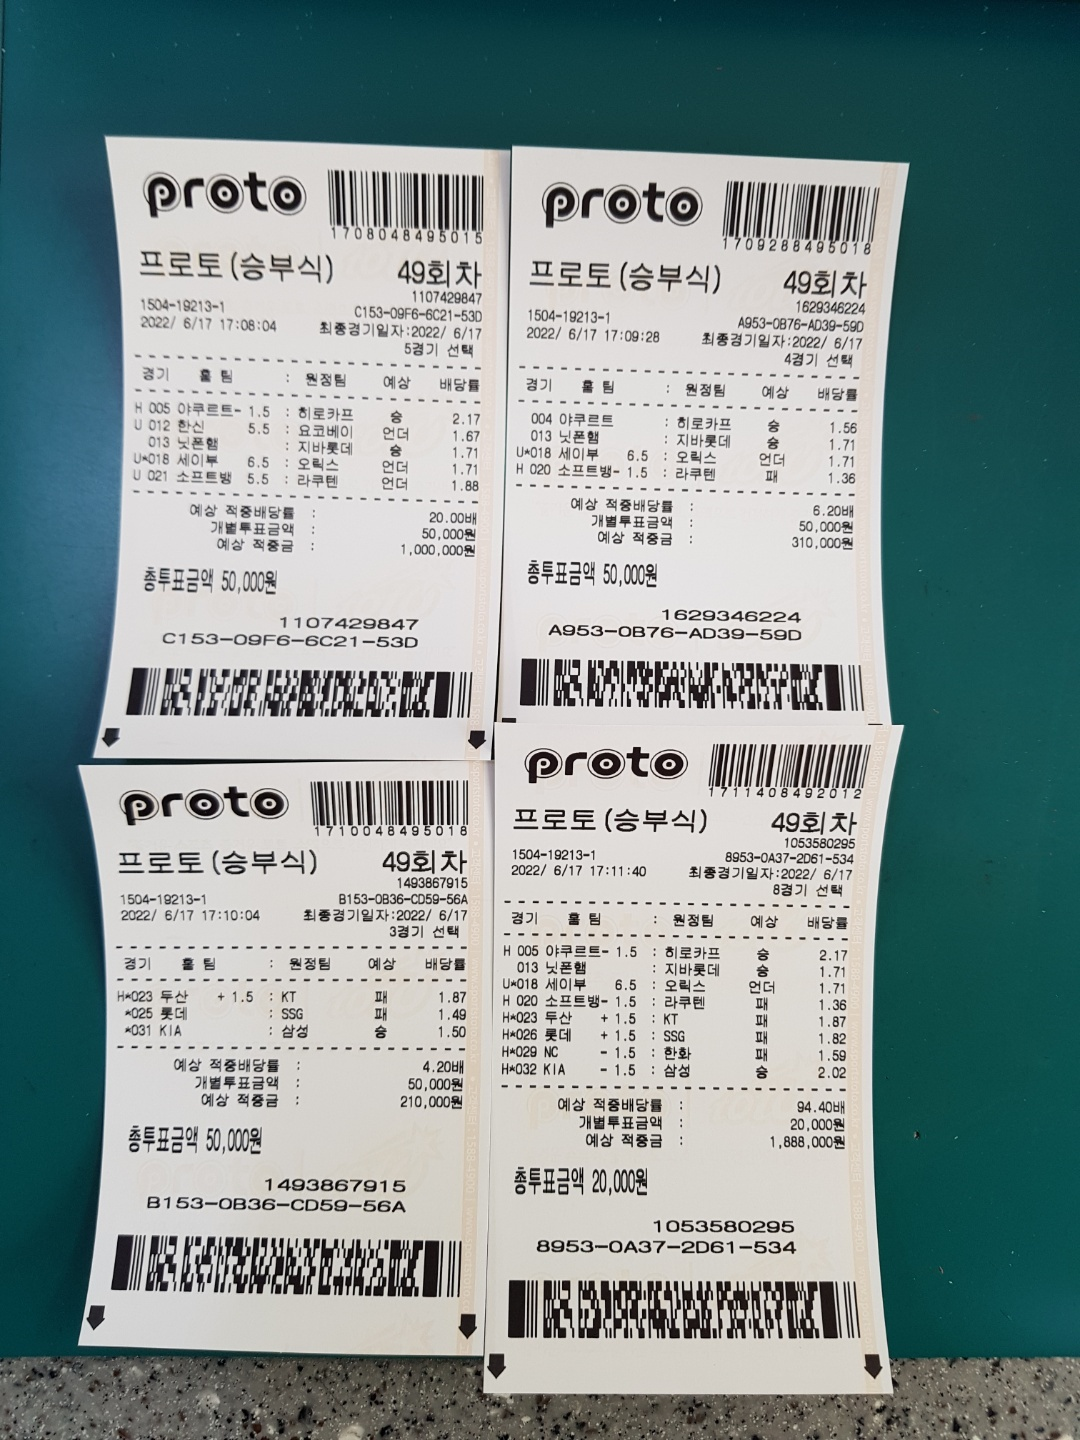 proto
1708048495015
프로토(승부식) 49회차
1107429847
1504-19213-1 C153-09F6-6C21-53D
2022/ 6/17 17:08:04 최종경기일자:2022/ 6/17
5경기 선택
경기 홈 팀 : 원정팀 예상 배당률
H 005 야쿠르트- 1.5 : 히로카프 승 2.17
U 012 한신 5.5 : 요코베이 언더 1.67
013 닛폰햄 : 지바롯데 승 1.71
U*018 세이부 6.5 : 오릭스 언더 1.71
U 021 소프트뱅 5.5 : 라쿠텐 언더 1.88
예상 적중배당률 : 20.00배
개별투표금액 : 50,000원
예상 적중금 : 1,000,000원
총투표금액 50,000원
1107429847
C153-09F6-6C21-53D
proto
1709288495018
프로토(승부식) 49회차
1629346224
1504-19213-1 A953-0B76-AD39-59D
2022/ 6/17 17:09:28 최종경기일자:2022/ 6/17
4경기 선택
경기 홈 팀 : 원정팀 예상 배당률
004 야쿠르트 : 히로카프 승 1.56
013 닛폰햄 : 지바롯데 승 1.71
U*018 세이부 6.5 : 오릭스 언더 1.71
H 020 소프트뱅- 1.5 : 라쿠텐 패 1.36
예상 적중배당률 : 6.20배
개별투표금액 : 50,000원
예상 적중금 : 310,000원
총투표금액 50,000원
1629346224
A953-0B76-AD39-59D
proto
1710048495018
프로토(승부식) 49회차
1493867915
1504-19213-1 B153-0B36-CD59-56A
2022/ 6/17 17:10:04 최종경기일자:2022/ 6/17
3경기 선택
경기 홈 팀 : 원정팀 예상 배당률
H*023 두산 + 1.5 : KT 패 1.87
*025 롯데 : SSG 패 1.49
*031 KIA : 삼성 승 1.50
예상 적중배당률 : 4.20배
개별투표금액 : 50,000원
예상 적중금 : 210,000원
총투표금액 50,000원
1493867915
B153-0B36-CD59-56A
proto
1711408492012
프로토(승부식) 49회차
1053580295
1504-19213-1 8953-0A37-2D61-534
2022/ 6/17 17:11:40 최종경기일자:2022/ 6/17
8경기 선택
경기 홈 팀 : 원정팀 예상 배당률
H 005 야쿠르트- 1.5 : 히로카프 승 2.17
013 닛폰햄 : 지바롯데 승 1.71
U*018 세이부 6.5 : 오릭스 언더 1.71
H 020 소프트뱅- 1.5 : 라쿠텐 패 1.36
H*023 두산 + 1.5 : KT 패 1.87
H*026 롯데 + 1.5 : SSG 패 1.82
H*029 NC - 1.5 : 한화 패 1.59
H*032 KIA - 1.5 : 삼성 승 2.02
예상 적중배당률 : 94.40배
개별투표금액 : 20,000원
예상 적중금 : 1,888,000원
총투표금액 20,000원
1053580295
8953-0A37-2D61-534